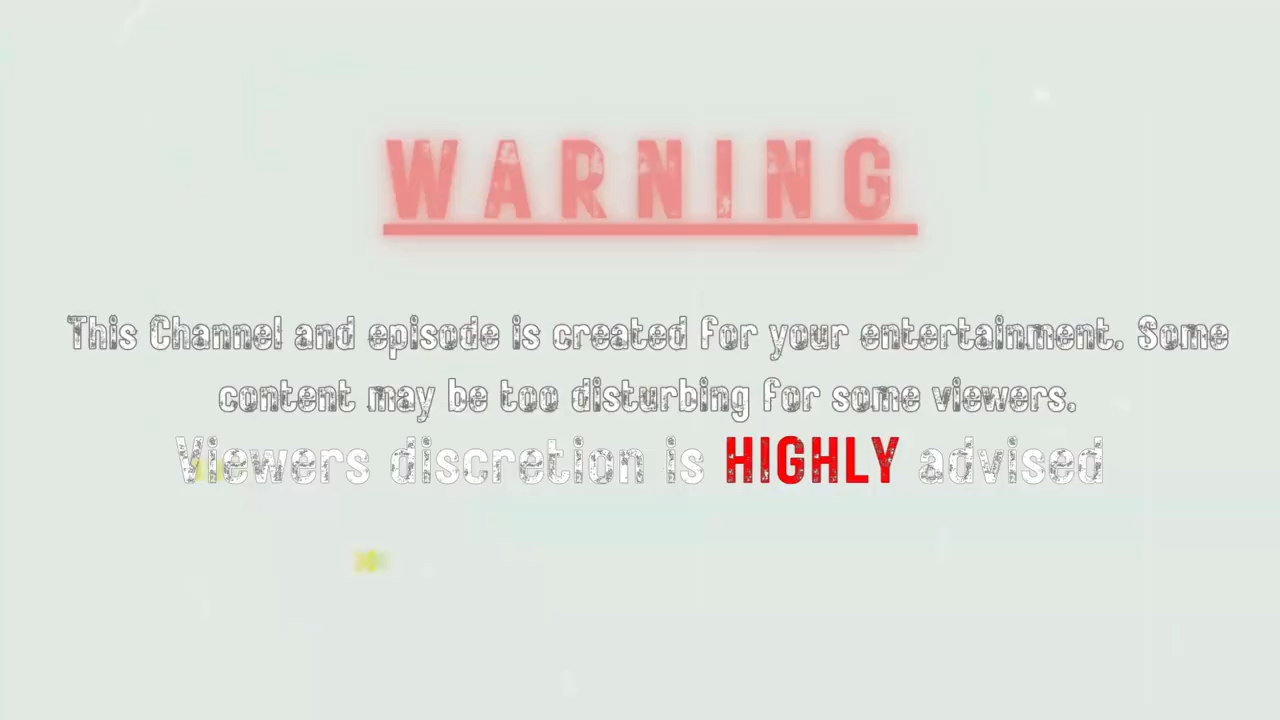 WARNING
This Channel and episode is created for your entertainment. Some
content may be too disturbing for some viewers.
Viewers discretion is HIGHLY advised